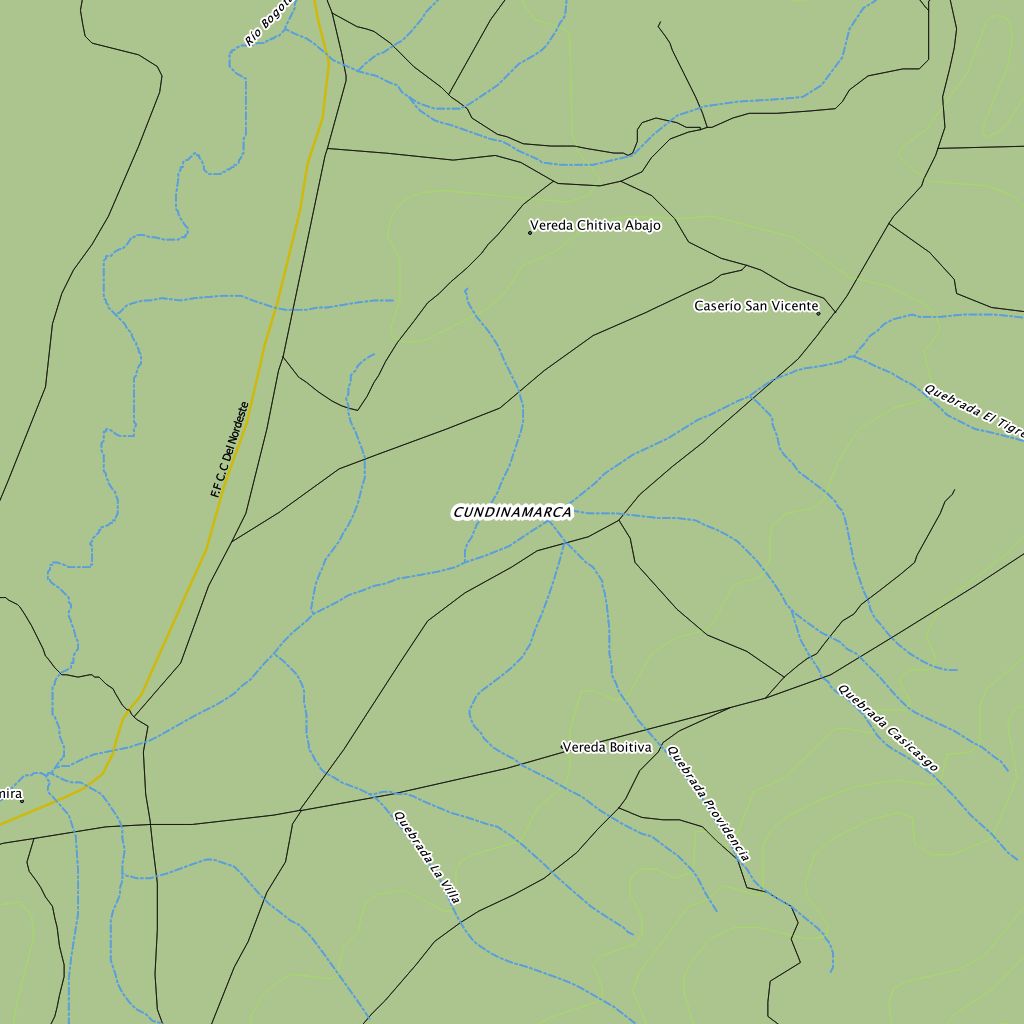 Río Bogotá
Vereda Chitiva Abajo
Caserío San Vicente
Quebrada El Tigre
F.F C.C Del Nordeste
CUNDINAMARCA
Quebrada Casicasgo
Vereda Boitiva
Quebrada Providencia
mira
Quebrada La Villa